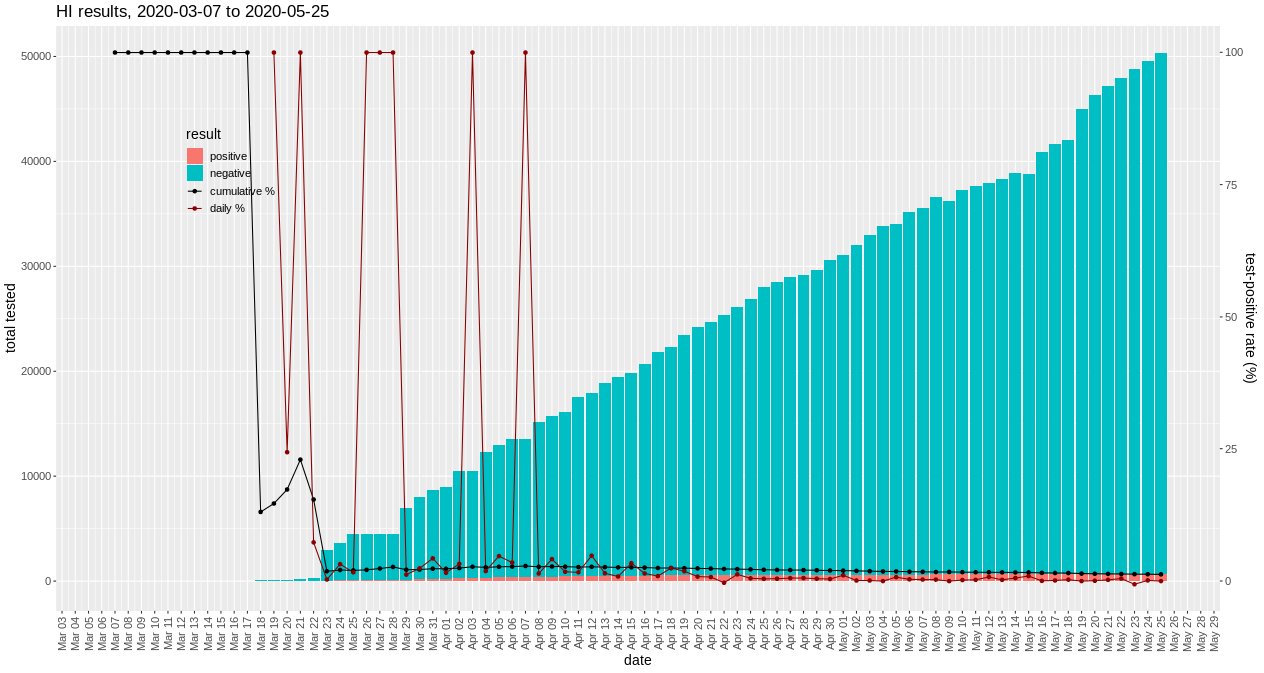 HI results, 2020-03-07 to 2020-05-25
50000
40000
30000
20000
10000
0
total tested
result
positive
negative
cumulative %
daily %
100
75
50
25
0
test-positive rate (%)
Mar 03
Mar 04
Mar 05
Mar 06
Mar 07
Mar 08
Mar 09
Mar 10
Mar 11
Mar 12
Mar 13
Mar 14
Mar 15
Mar 16
Mar 17
Mar 18
Mar 19
Mar 20
Mar 21
Mar 22
Mar 23
Mar 24
Mar 25
Mar 26
Mar 27
Mar 28
Mar 29
Mar 30
Mar 31
Apr 01
Apr 02
Apr 03
Apr 04
Apr 05
Apr 06
Apr 07
Apr 08
Apr 09
Apr 10
Apr 11
Apr 12
Apr 13
Apr 14
Apr 15
Apr 16
Apr 17
Apr 18
Apr 19
Apr 20
Apr 21
Apr 22
Apr 23
Apr 24
Apr 25
Apr 26
Apr 27
Apr 28
Apr 29
Apr 30
May 01
May 02
May 03
May 04
May 05
May 06
May 07
May 08
May 09
May 10
May 11
May 12
May 13
May 14
May 15
May 16
May 17
May 18
May 19
May 20
May 21
May 22
May 23
May 24
May 25
May 26
May 27
May 28
May 29
date